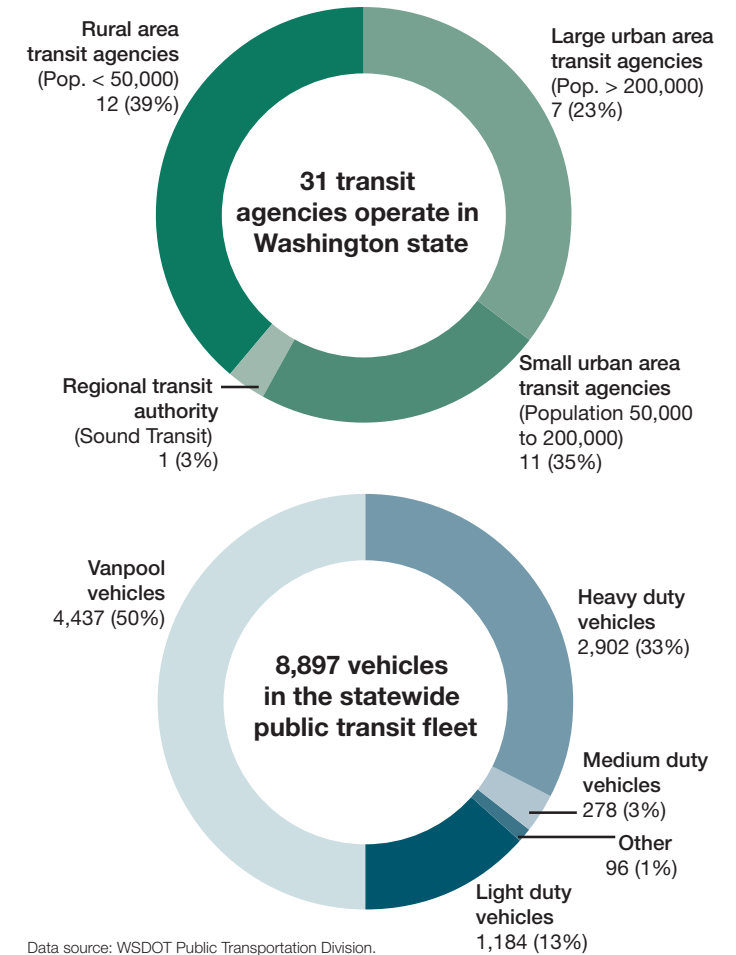 Rural area
transit agencies
(Pop. < 50,000)
12 (39%)
Large urban area
transit agencies
(Pop. > 200,000)
7 (23%)
31 transit
agencies operate in
Washington state
Regional transit
authority
(Sound Transit)
1 (3%)
Small urban area
transit agencies
(Population 50,000
to 200,000)
11 (35%)
Vanpool
vehicles
4,437 (50%)
Heavy duty
vehicles
2,902 (33%)
8,897 vehicles
in the statewide
public transit fleet
Medium duty
vehicles
278 (3%)
Other
96 (1%)
Light duty
vehicles
1,184 (13%)
Data source: WSDOT Public Transportation Division.